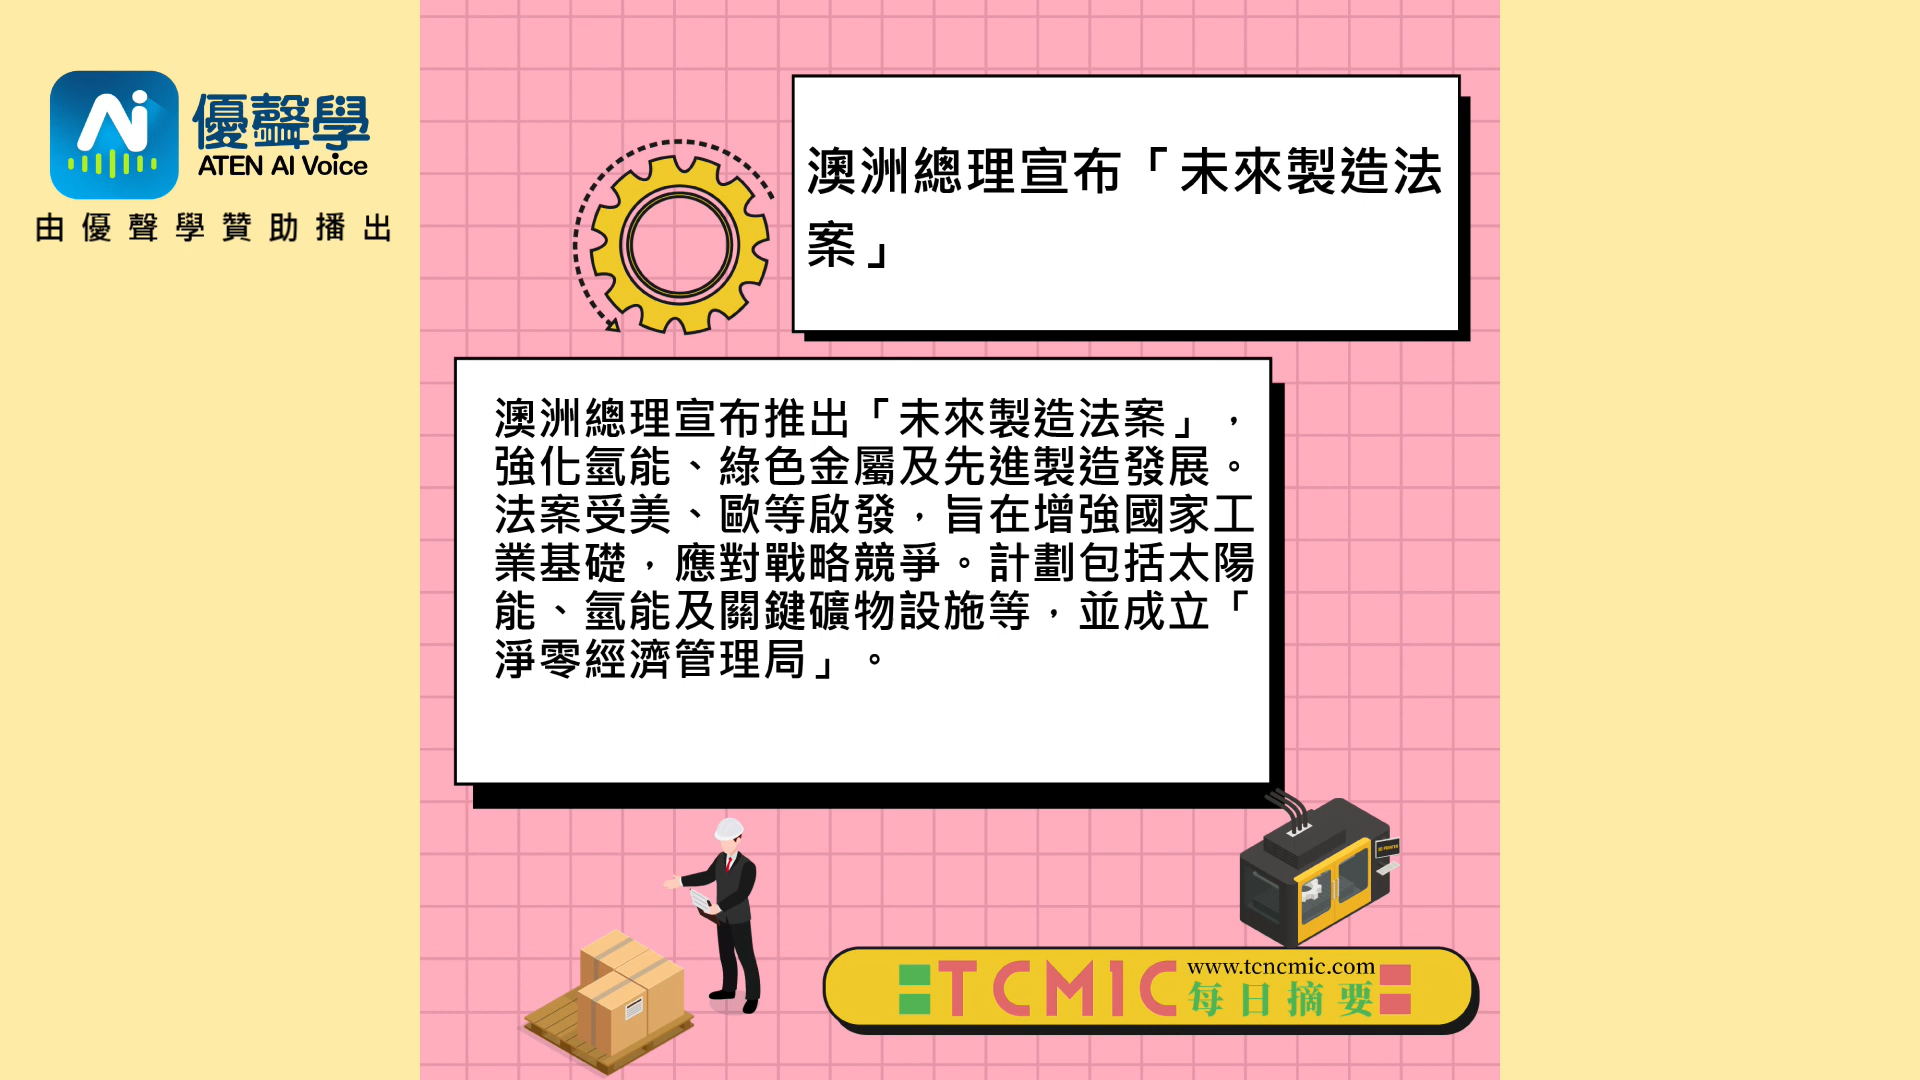 優聲學
ATEN AI Voice
由優聲學贊助播出
澳洲總理宣布「未來製造法
案」
澳洲總理宣布推出「未來製造法案」，
強化氫能、綠色金屬及先進製造發展。
法案受美、歐等啟發，旨在增強國家工
業基礎，應對戰略競爭。計劃包括太陽
能、氫能及關鍵礦物設施等，並成立「
淨零經濟管理局」。
TCM1C
www.tcncmic.com
每日摘要